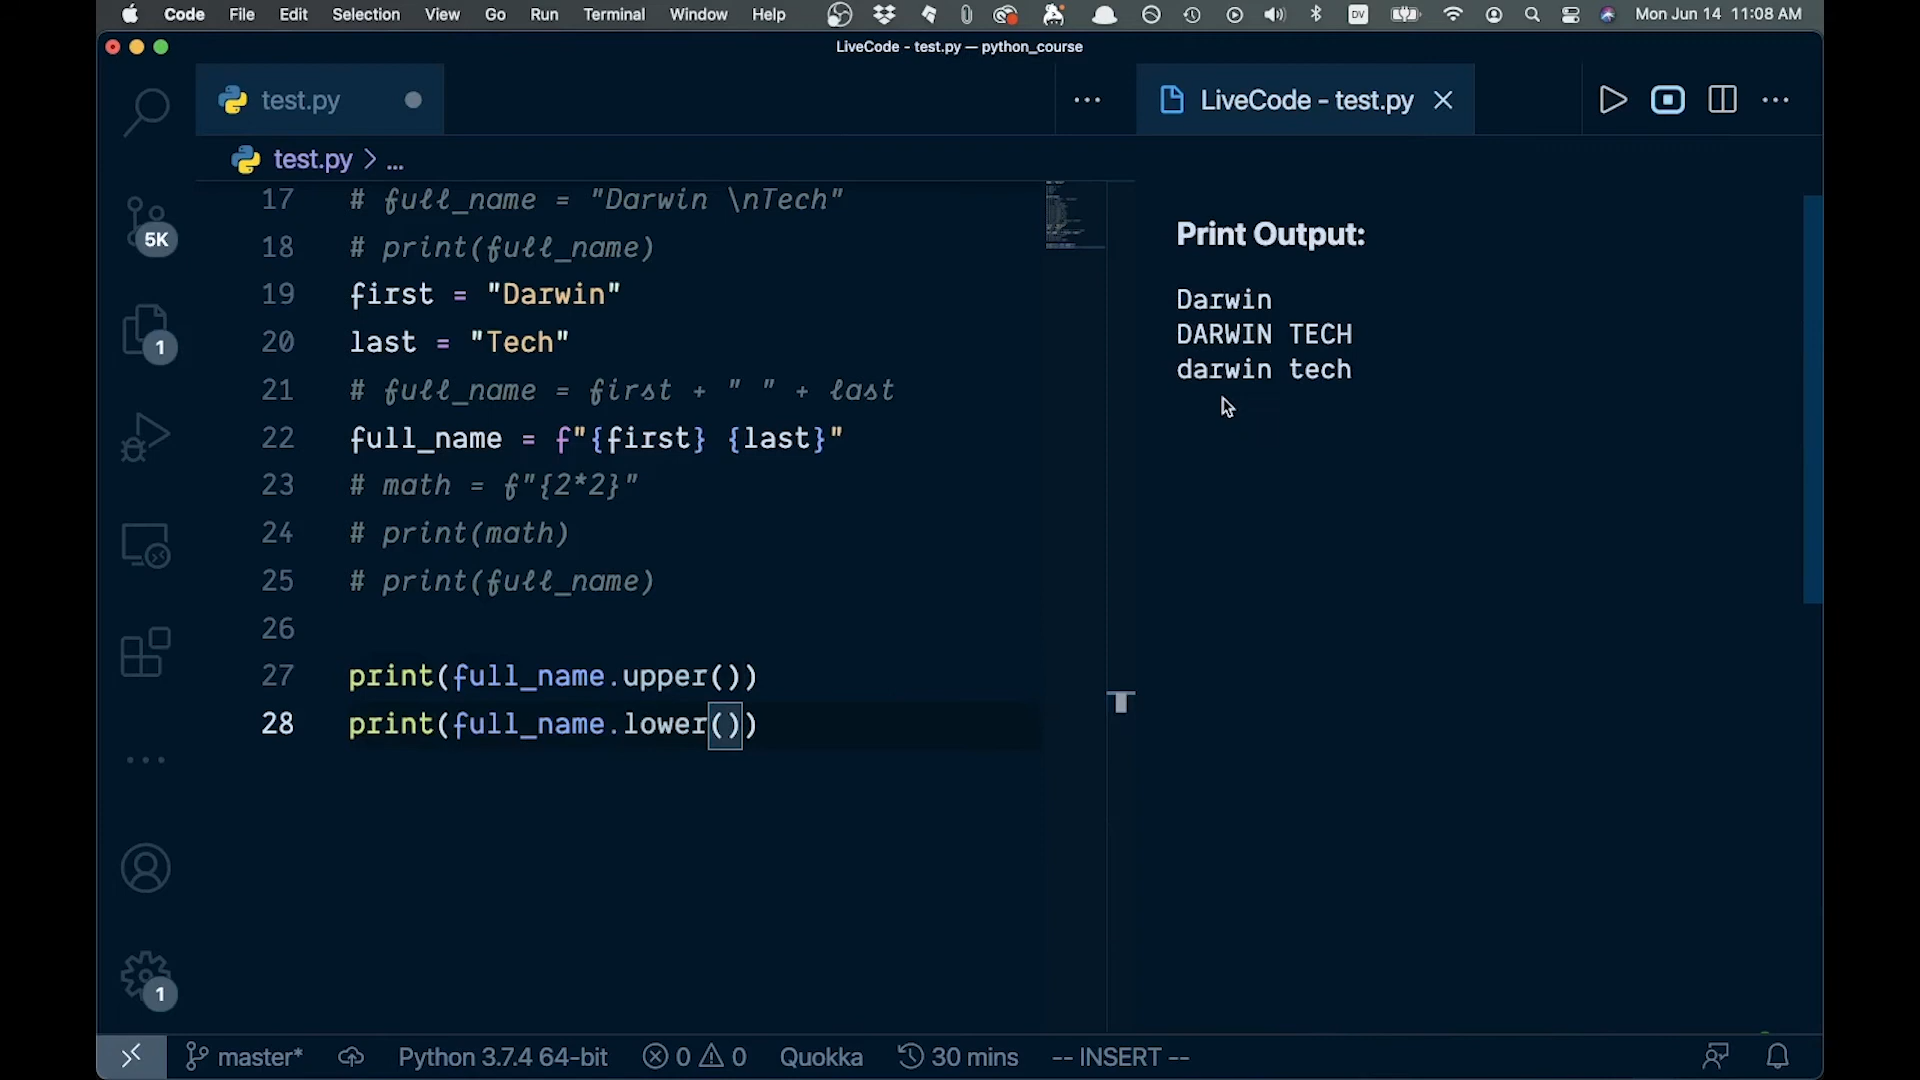 Code File Edit Selection View Go Run Terminal Window Help DV Mon Jun 14 11:08 AM
LiveCode - test.py — python_course
test.py
LiveCode - test.py
test.py > ...
17 # full_name = "Darwin \nTech"
18 # print(full_name)
19 first = "Darwin"
20 last = "Tech"
21 # full_name = first + " " + last
22 full_name = f"{first} {last}"
23 # math = f"{2*2}"
24 # print(math)
25 # print(full_name)
26
27 print(full_name.upper())
28 print(full_name.lower())
Print Output:
Darwin
DARWIN TECH
darwin tech
5K
1
1
master* Python 3.7.4 64-bit 0 0 Quokka 30 mins -- INSERT --